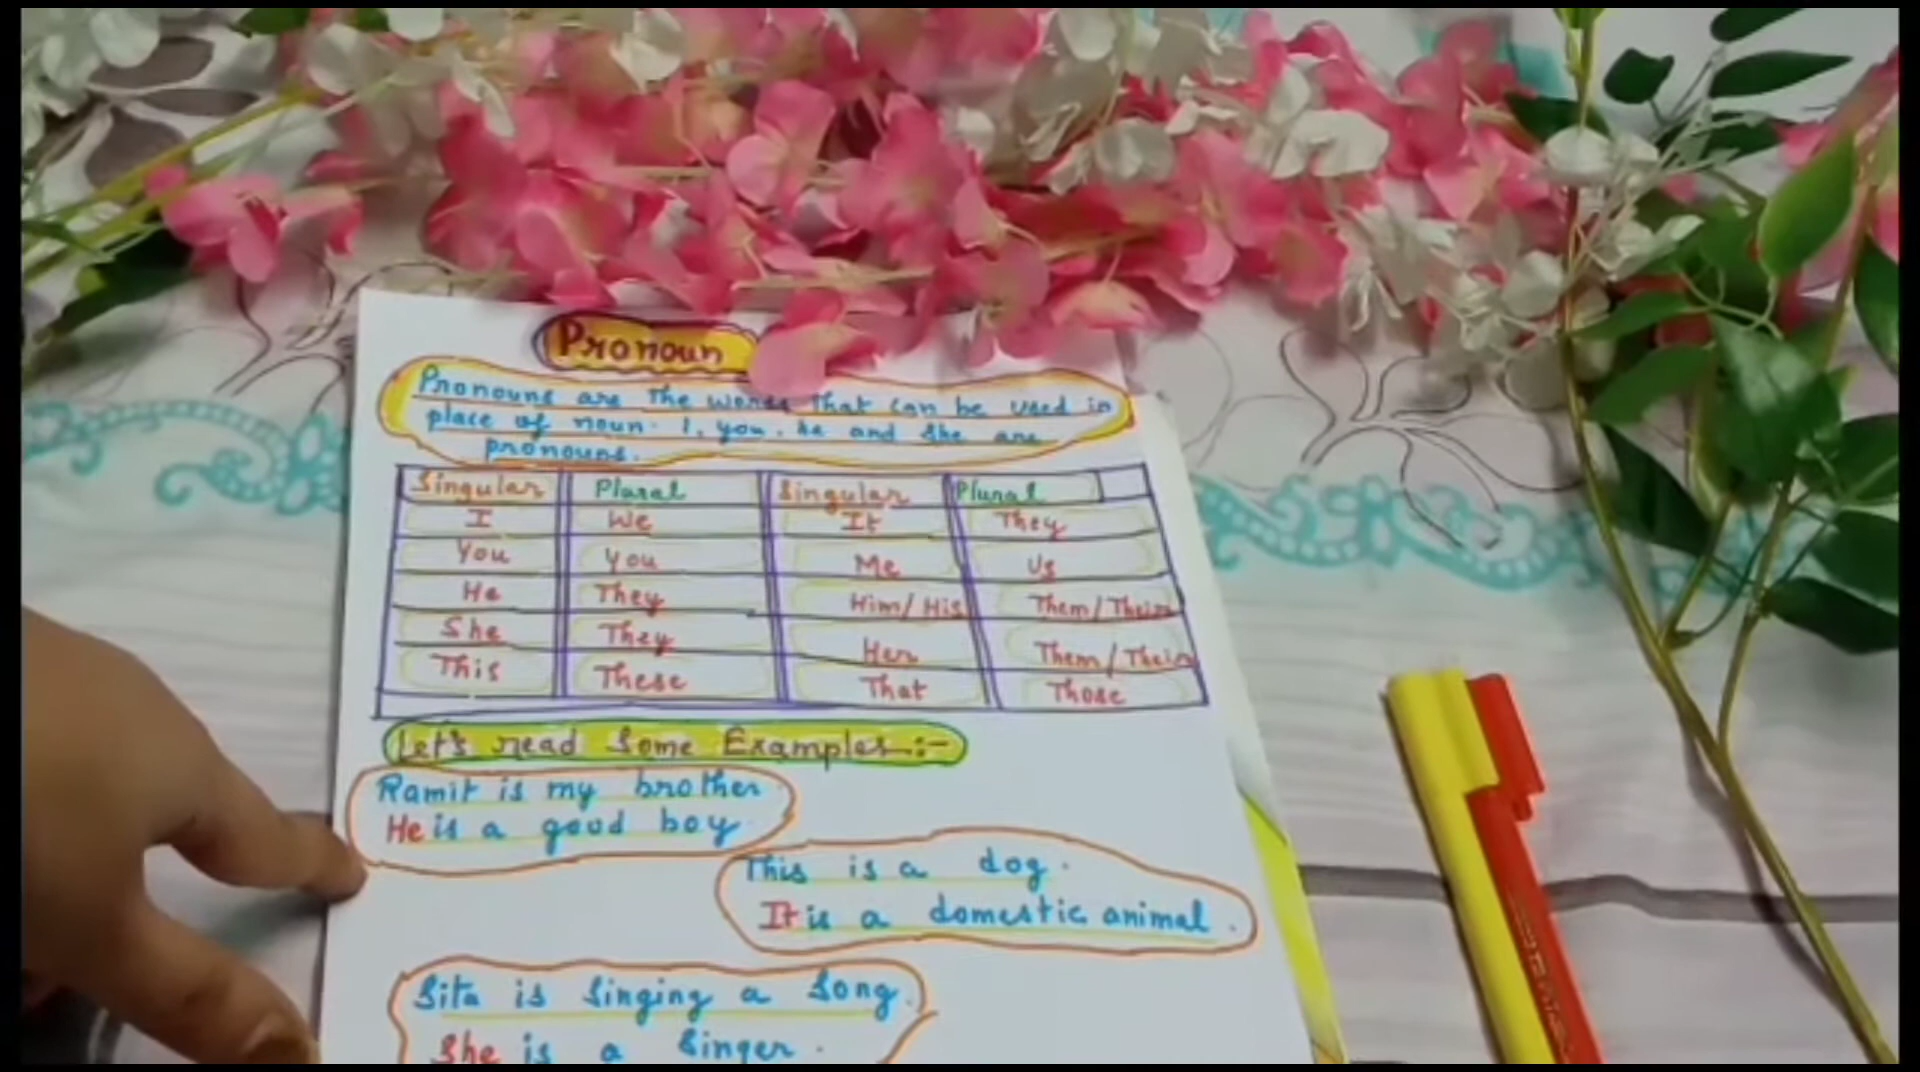 Pronoun
Pronouns are The words That can be used in
place of noun. I, you, he and She are
pronouns.
Singular Plural Singular Plural
I We It They
You You Me Us
He They Him/His Them/Their
She They Her Them/Their
This These That Those
Let's read Some Examples:-
Ramit is my brother
He is a good boy
This is a dog.
It is a domestic animal.
Sita is Singing a Song.
She is a Singer.